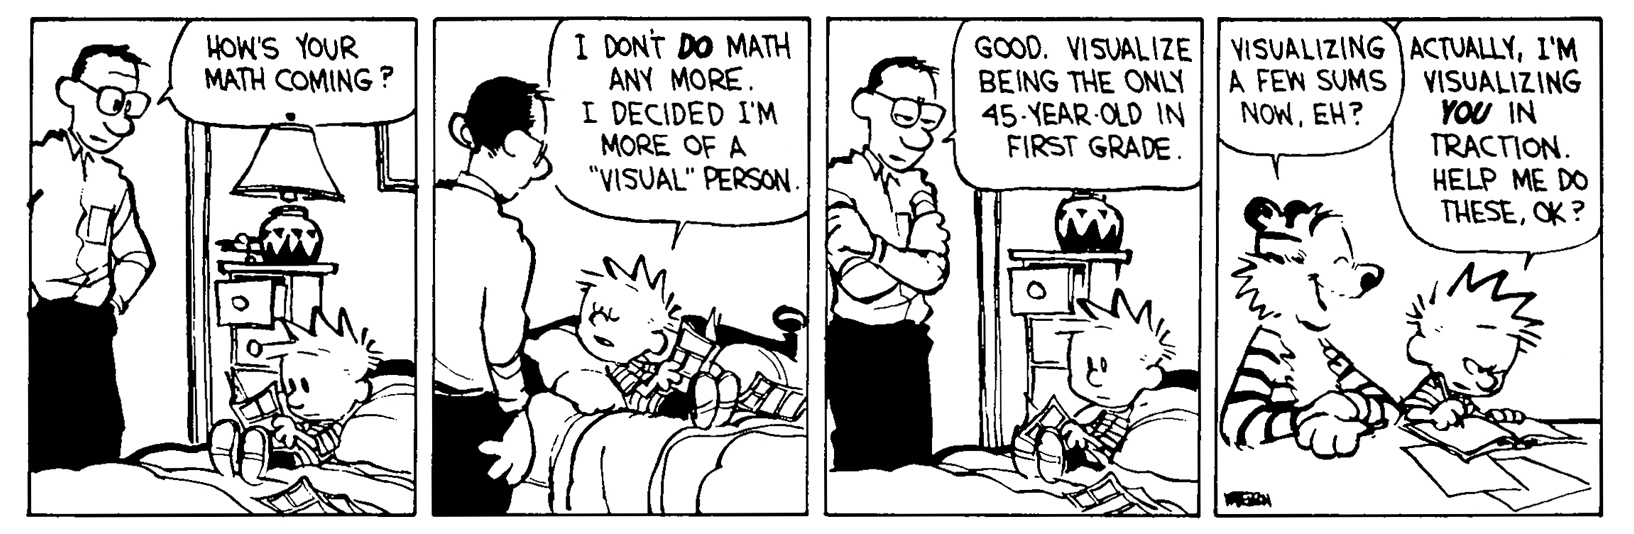 HOW'S YOUR
MATH COMING?
I DON'T DO MATH
ANY MORE.
I DECIDED I'M
MORE OF A
"VISUAL" PERSON.
GOOD. VISUALIZE
BEING THE ONLY
45-YEAR-OLD IN
FIRST GRADE.
VISUALIZING
A FEW SUMS
NOW, EH?
ACTUALLY, I'M
VISUALIZING
YOU IN
TRACTION.
HELP ME DO
THESE, OK?